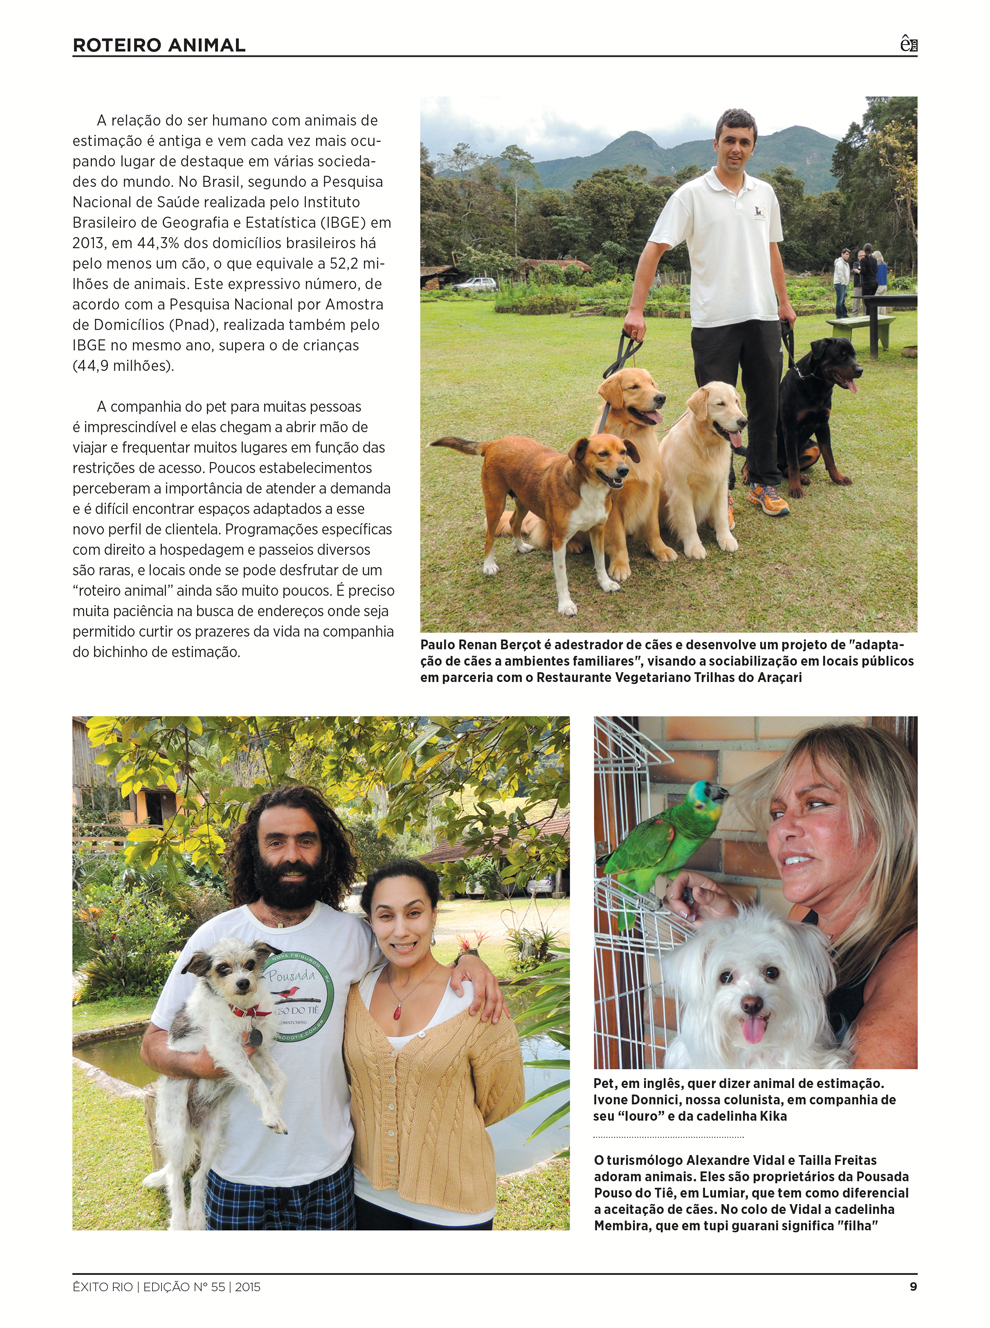 ROTEIRO ANIMAL
ê
A relação do ser humano com animais de
estimação é antiga e vem cada vez mais ocu-
pando lugar de destaque em várias socieda-
des do mundo. No Brasil, segundo a Pesquisa
Nacional de Saúde realizada pelo Instituto
Brasileiro de Geografia e Estatística (IBGE) em
2013, em 44,3% dos domicílios brasileiros há
pelo menos um cão, o que equivale a 52,2 mi-
lhões de animais. Este expressivo número, de
acordo com a Pesquisa Nacional por Amostra
de Domicílios (Pnad), realizada também pelo
IBGE no mesmo ano, supera o de crianças
(44,9 milhões).
A companhia do pet para muitas pessoas
é imprescindível e elas chegam a abrir mão de
viajar e frequentar muitos lugares em função das
restrições de acesso. Poucos estabelecimentos
perceberam a importância de atender a demanda
e é difícil encontrar espaços adaptados a esse
novo perfil de clientela. Programações específicas
com direito a hospedagem e passeios diversos
são raras, e locais onde se pode desfrutar de um
“roteiro animal” ainda são muito poucos. É preciso
muita paciência na busca de endereços onde seja
permitido curtir os prazeres da vida na companhia
do bichinho de estimação.
Paulo Renan Berçot é adestrador de cães e desenvolve um projeto de "adapta-
ção de cães a ambientes familiares", visando a sociabilização em locais públicos
em parceria com o Restaurante Vegetariano Trilhas do Araçari
Pousada
SO DO TIÊ
Pet, em inglês, quer dizer animal de estimação.
Ivone Donnici, nossa colunista, em companhia de
seu “louro” e da cadelinha Kika
O turismólogo Alexandre Vidal e Tailla Freitas
adoram animais. Eles são proprietários da Pousada
Pouso do Tiê, em Lumiar, que tem como diferencial
a aceitação de cães. No colo de Vidal a cadelinha
Membira, que em tupi guarani significa "filha"
ÊXITO RIO | EDIÇÃO N° 55 | 2015
9